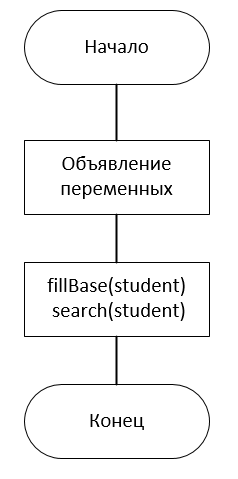 Начало
Объявление
переменных
fillBase(student)
search(student)
Конец